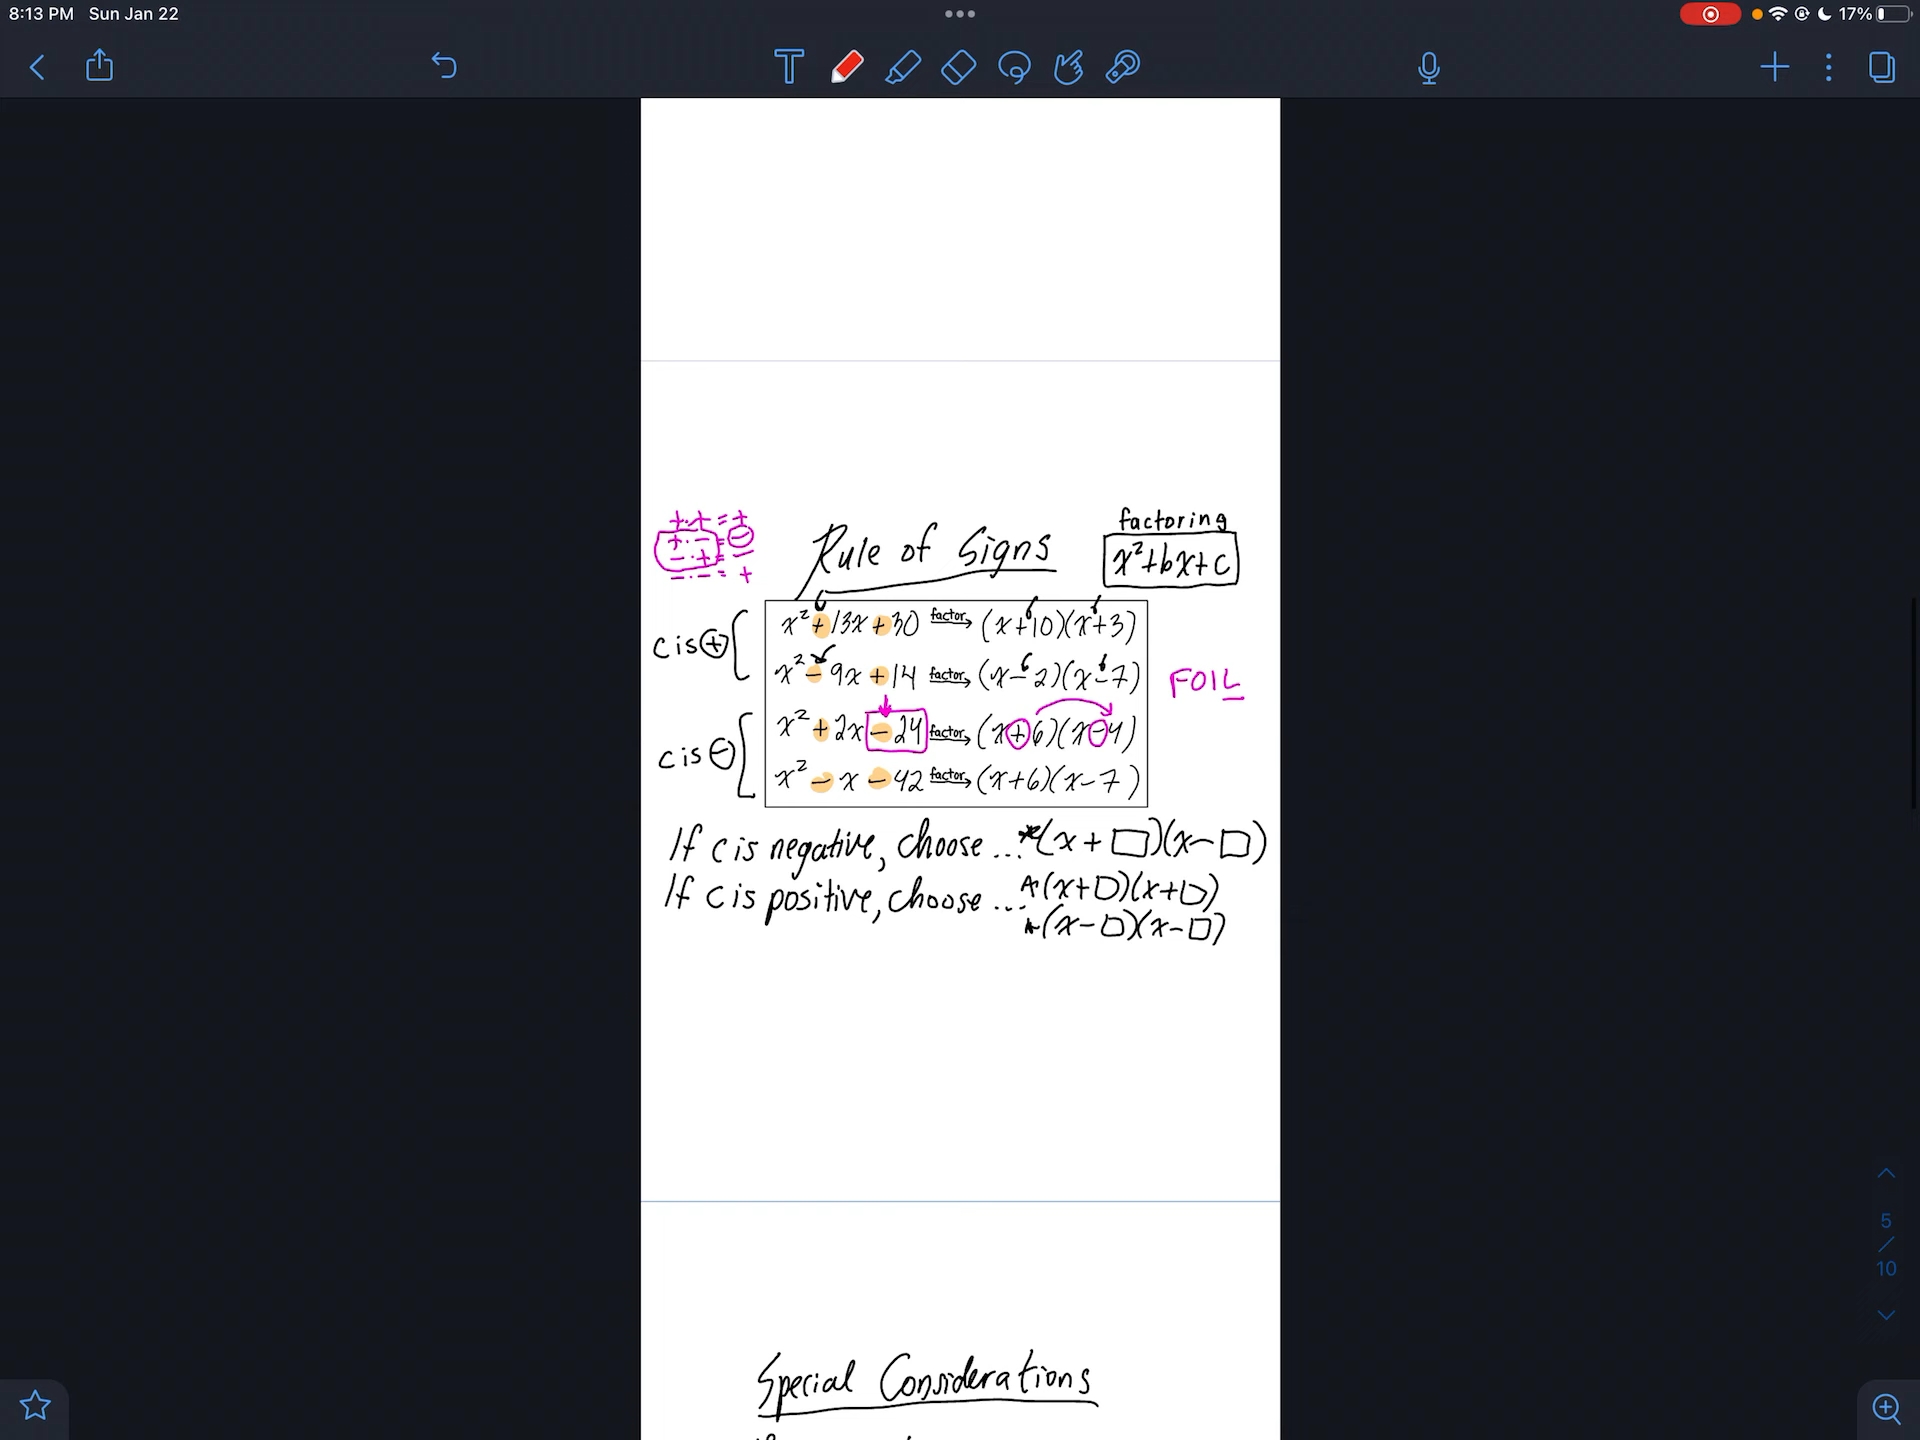 8:13 PM Sun Jan 22
17%
T
+·+=+
+·-=-
-·+=-
-·-=+
Rule of Signs
factoring
x²+bx+c
c is +
x²+13x+30 factor→ (x+10)(x+3)
x²-9x+14 factor→ (x-2)(x-7)
FOIL
c is -
x²+2x-24 factor→ (x+6)(x-4)
x²-x-42 factor→ (x+6)(x-7)
If c is negative, choose ...*(x+□)(x-□)
If c is positive, choose ...*(x+□)(x+□)
*(x-□)(x-□)
5
/
10
Special Considerations